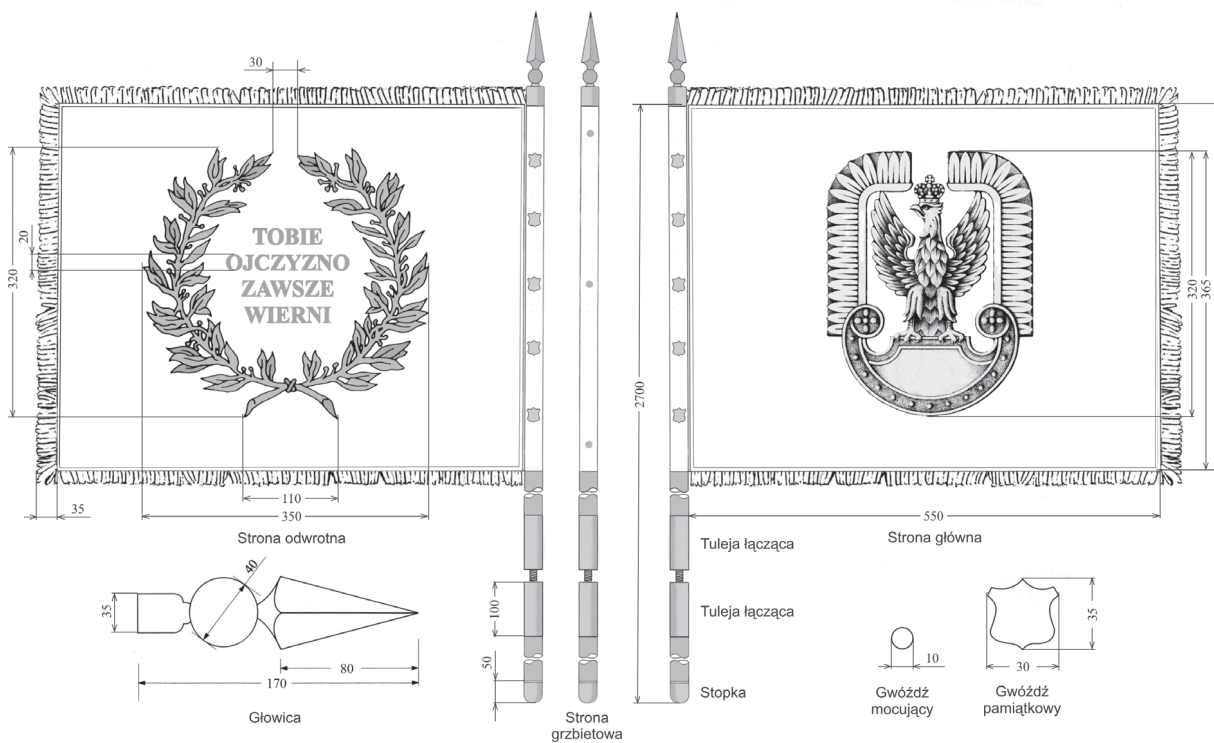 30
320
20
TOBIE
OJCZYZNO
ZAWSZE
WIERNI
110
350
35
Strona odwrotna
2700
320
365
550
Strona główna
Tuleja łącząca
Tuleja łącząca
Stopka
100
50
Strona
grzbietowa
35
40
80
170
Głowica
10
Gwóźdź
mocujący
35
30
Gwóźdź
pamiątkowy